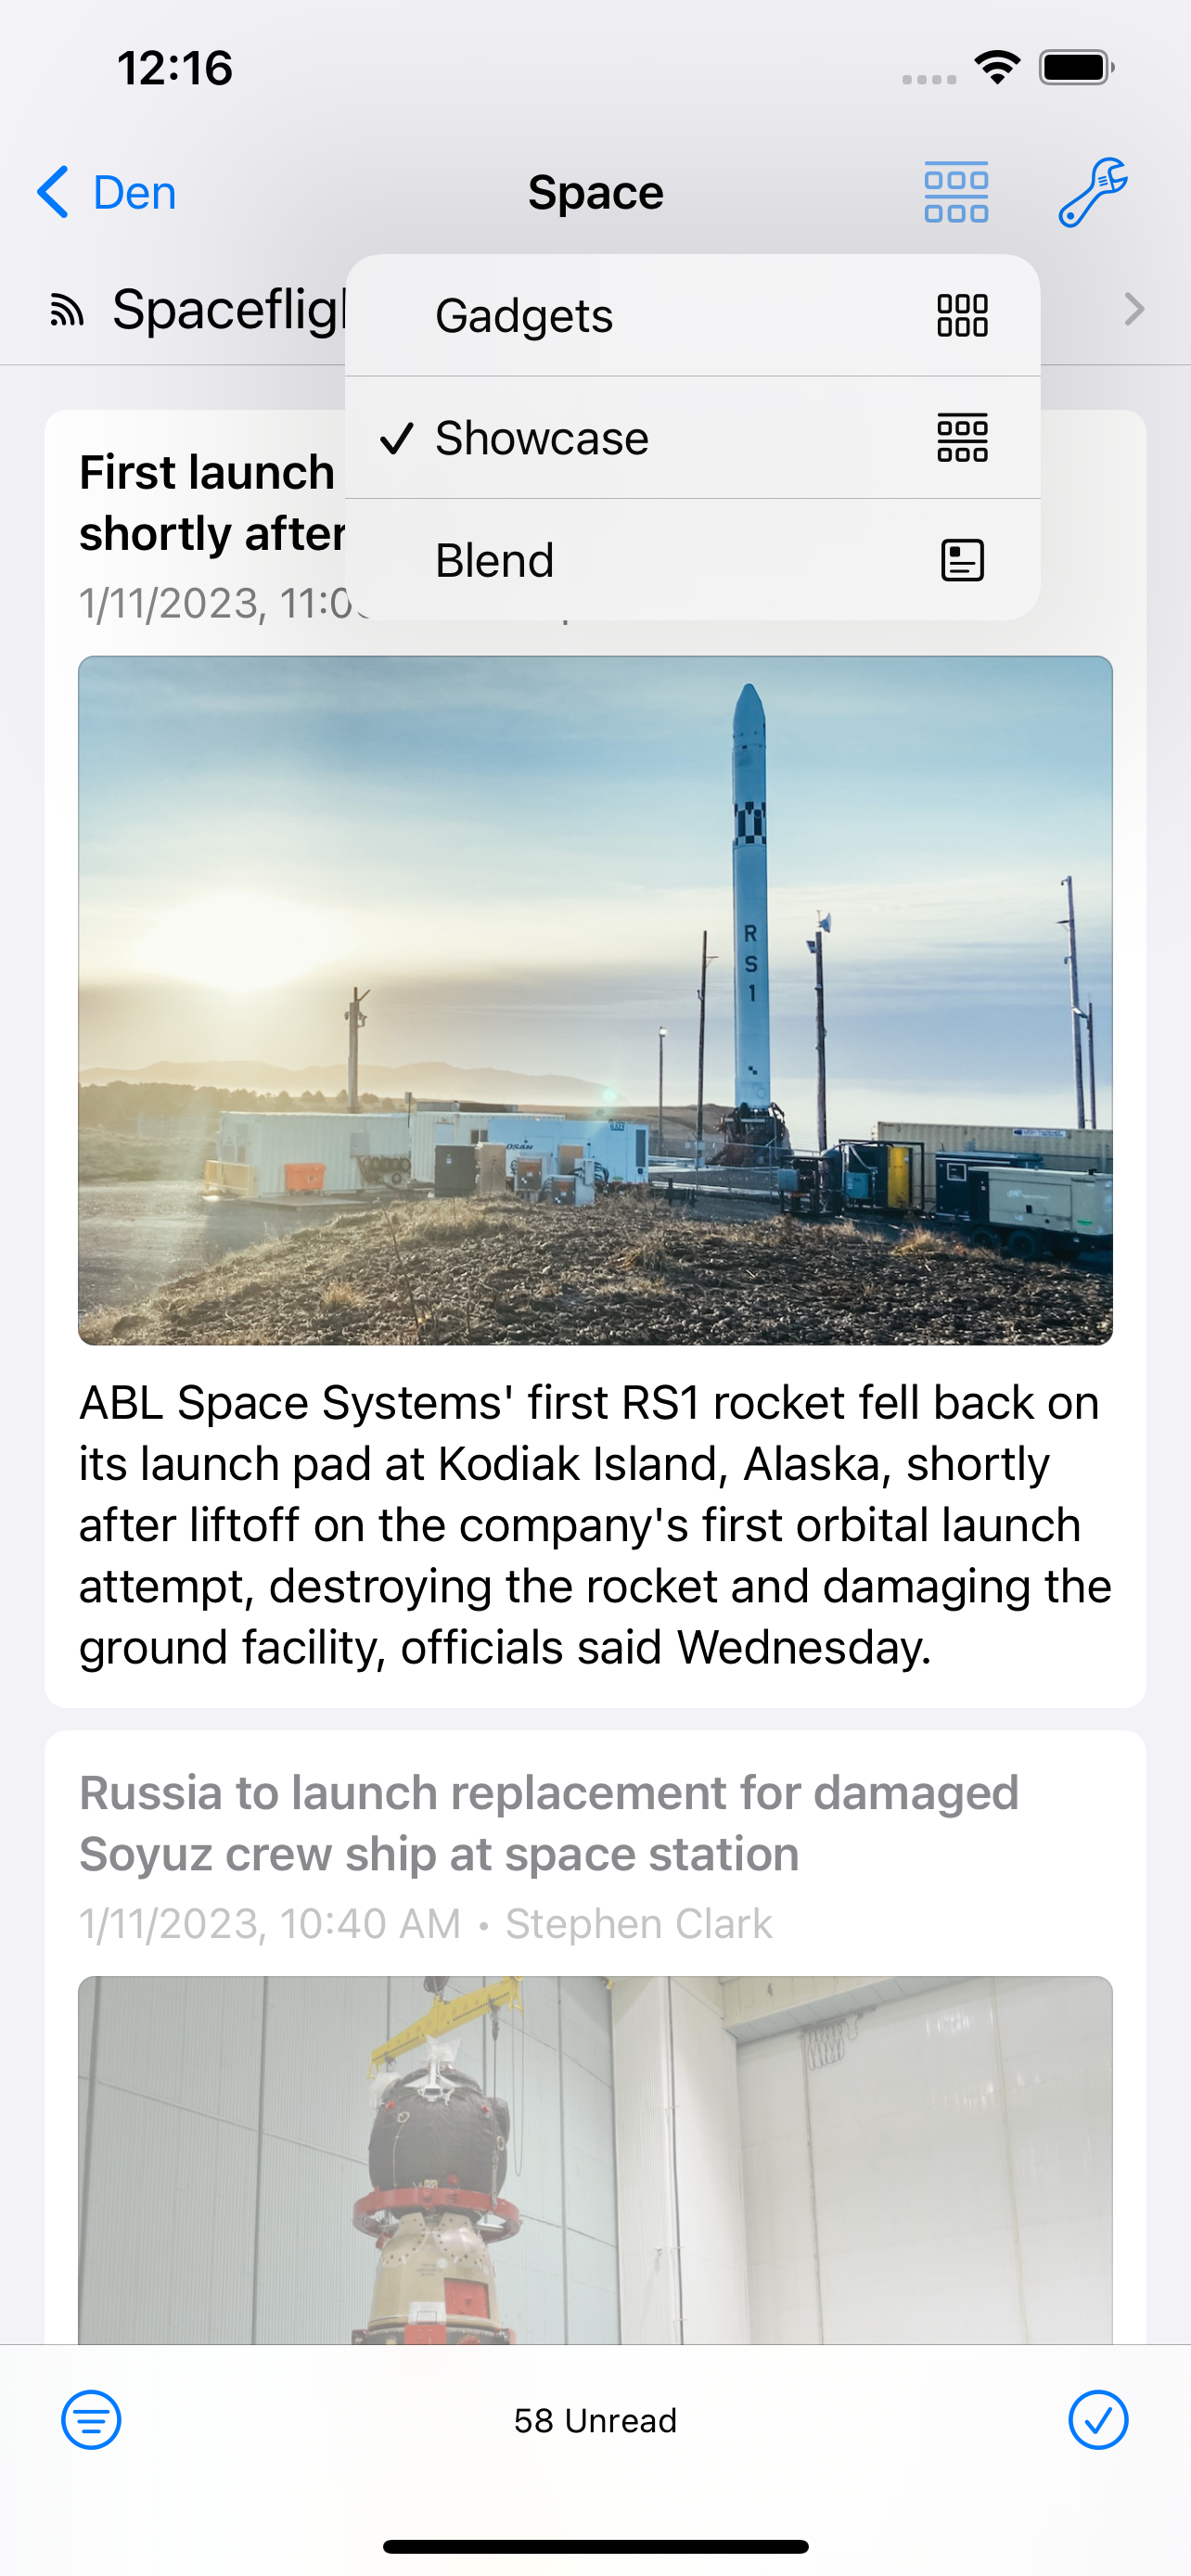 12:16
Den
Space
Gadgets
Showcase
Blend
First launch
shortly after
1/11/2023,
R
S
1
ABL Space Systems' first RS1 rocket fell back on
its launch pad at Kodiak Island, Alaska, shortly
after liftoff on the company's first orbital launch
attempt, destroying the rocket and damaging the
ground facility, officials said Wednesday.
Russia to launch replacement for damaged
Soyuz crew ship at space station
1/11/2023, 10:40 AM • Stephen Clark
58 Unread